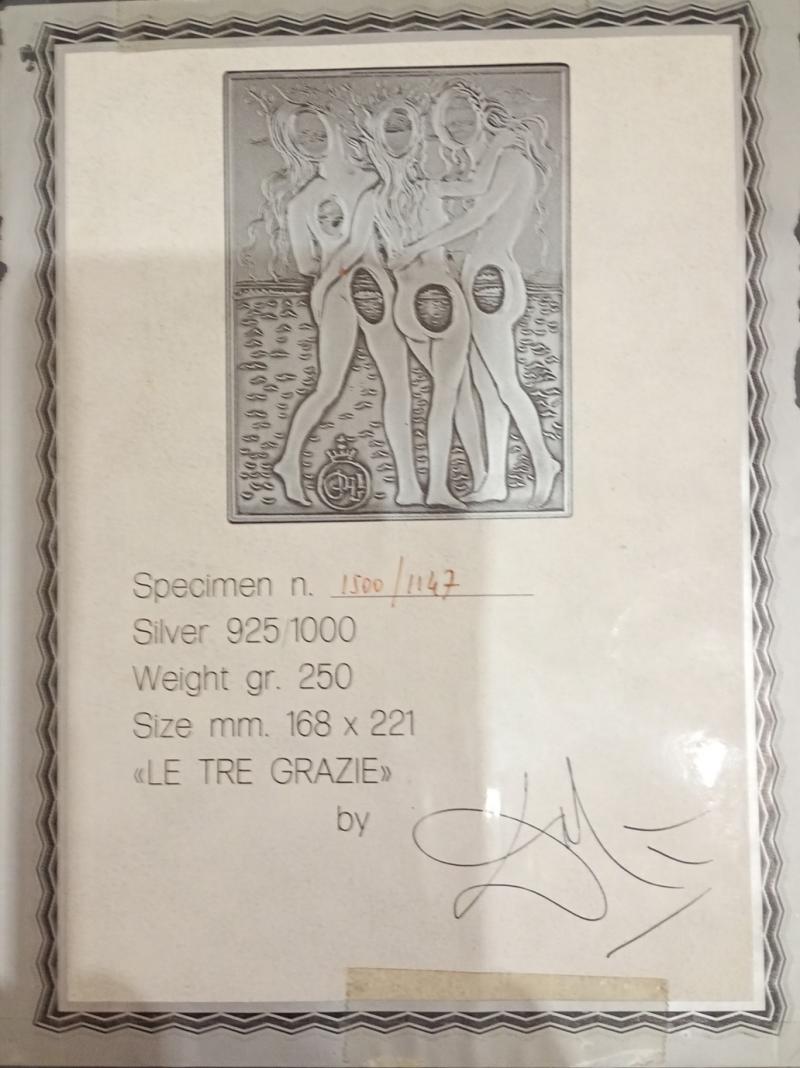 Specimen n. 1500/1147
Silver 925/1000
Weight gr. 250
Size mm. 168 x 221
«LE TRE GRAZIE»
by